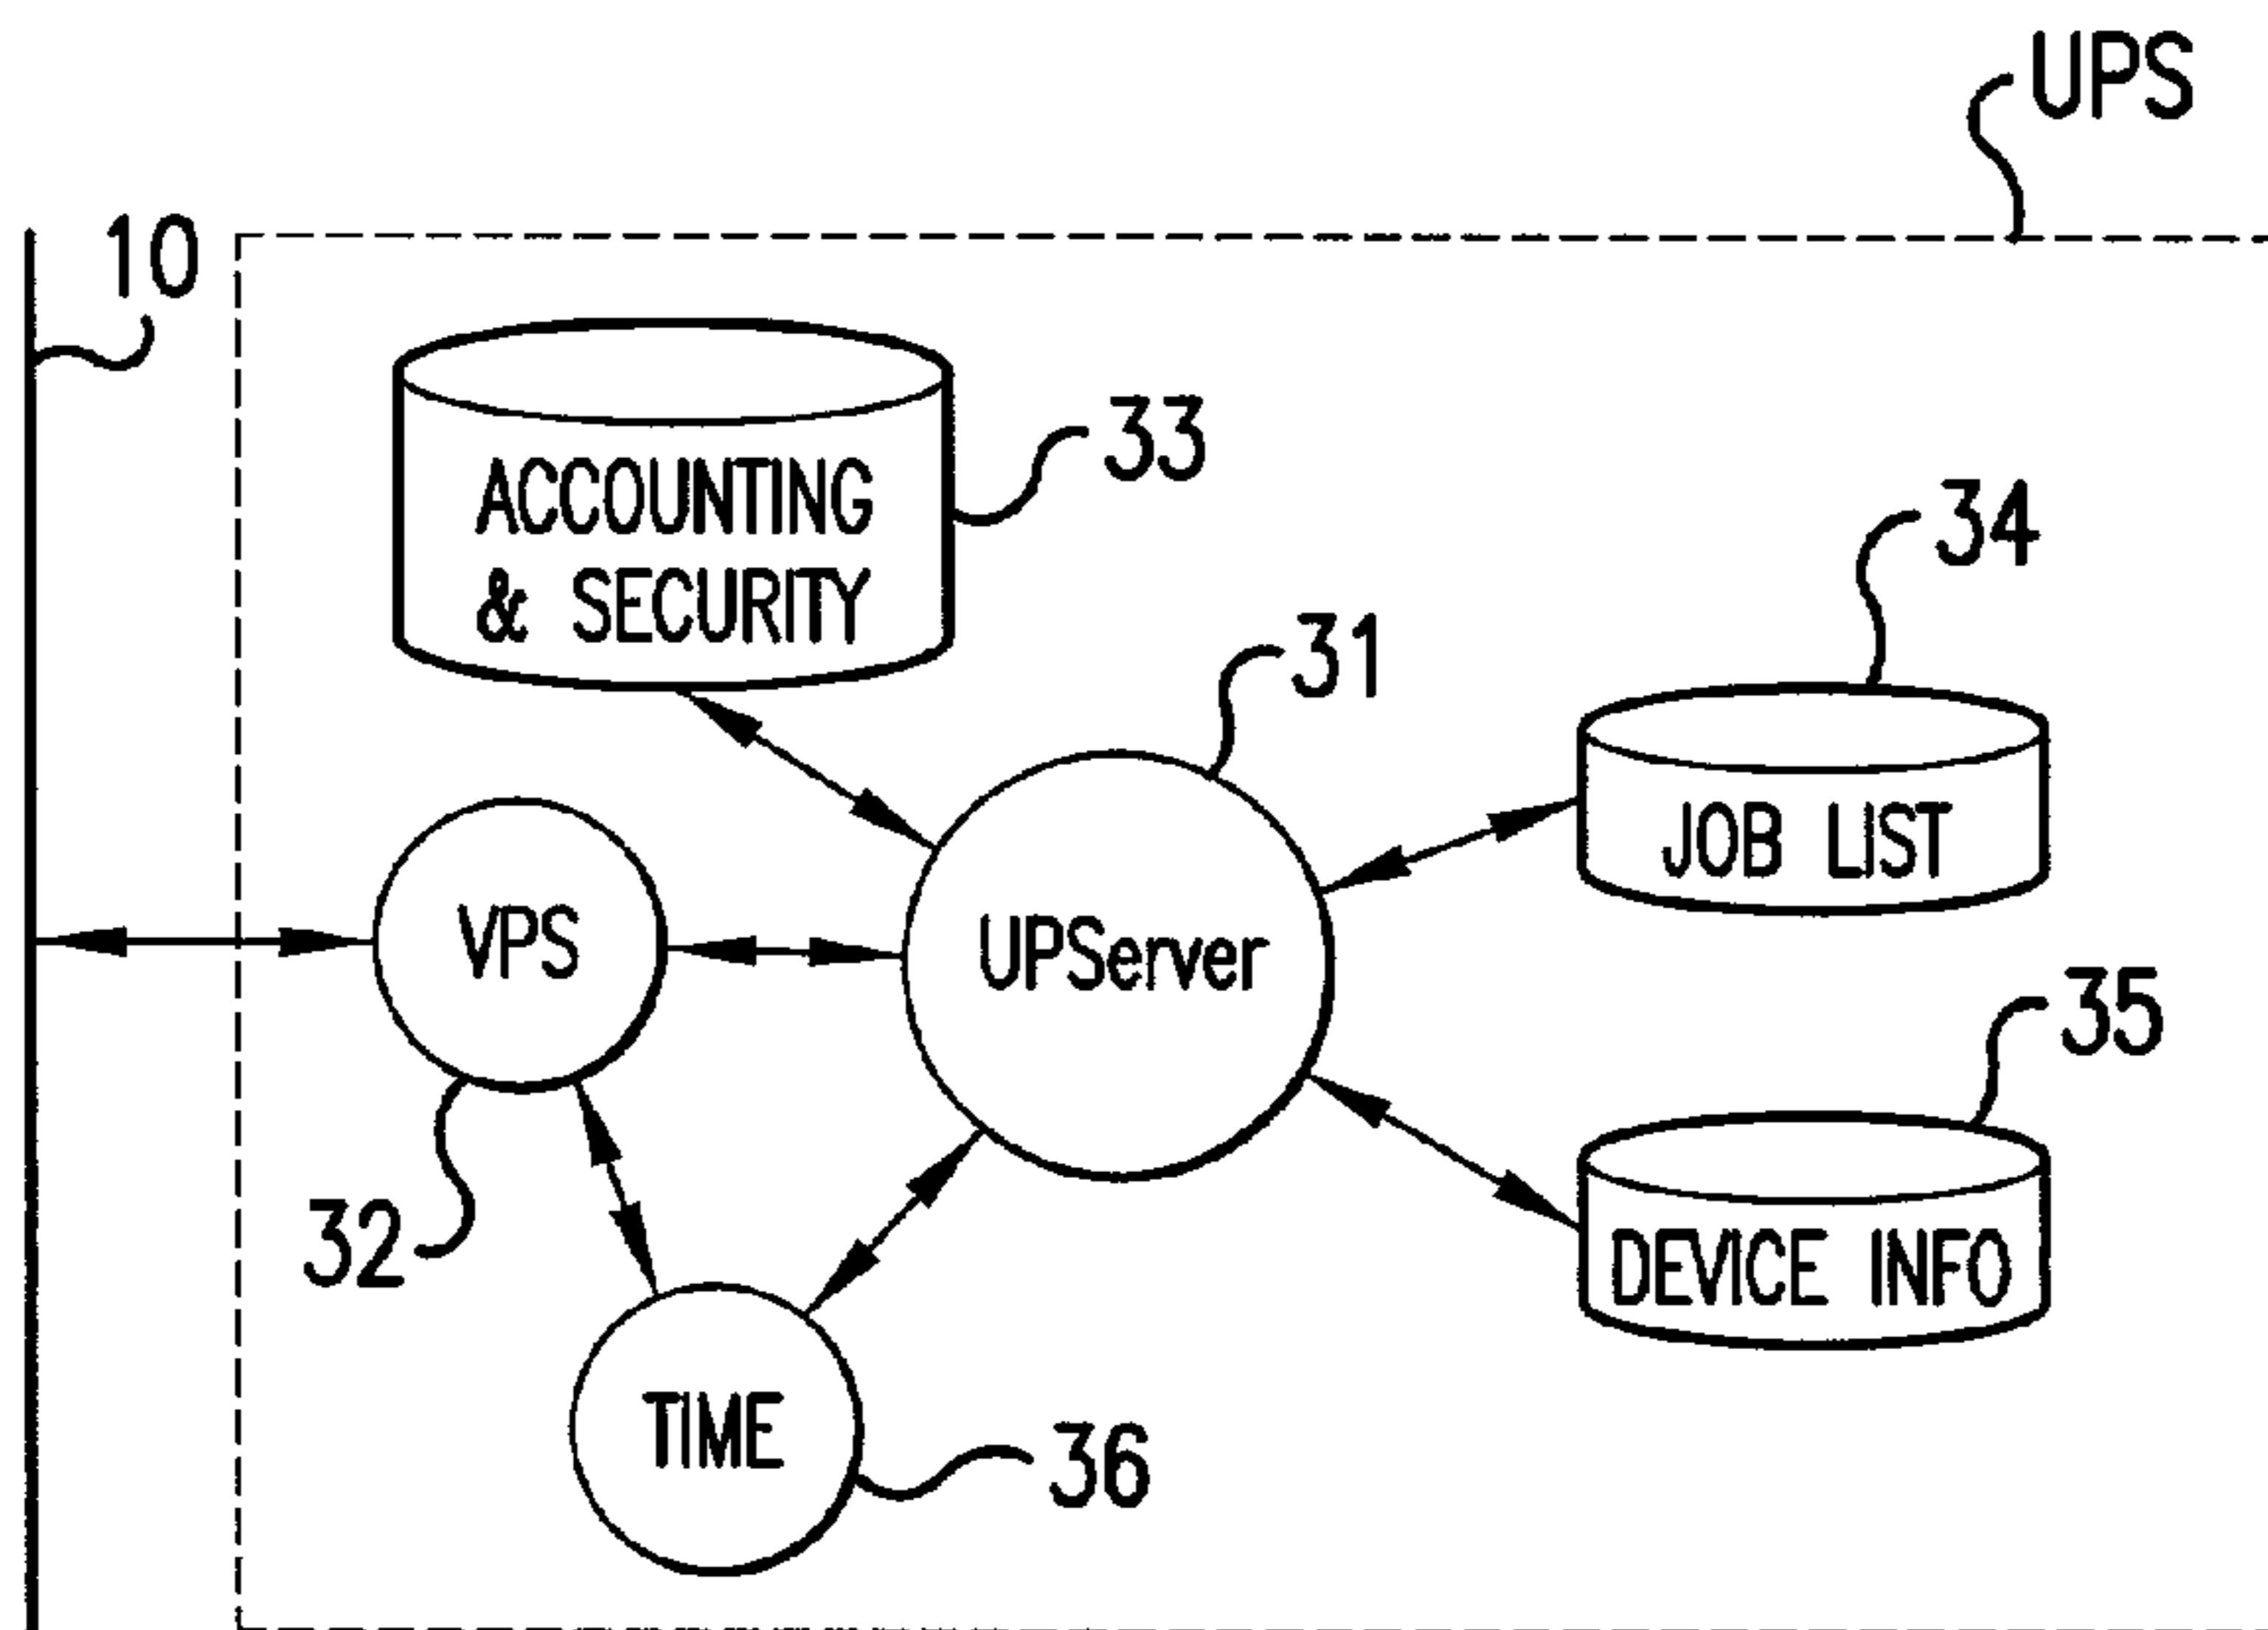 UPS
10
33
ACCOUNTING
& SECURITY
34
31
JOB LIST
VPS
UPServer
35
32
DEVICE INFO
TIME
36